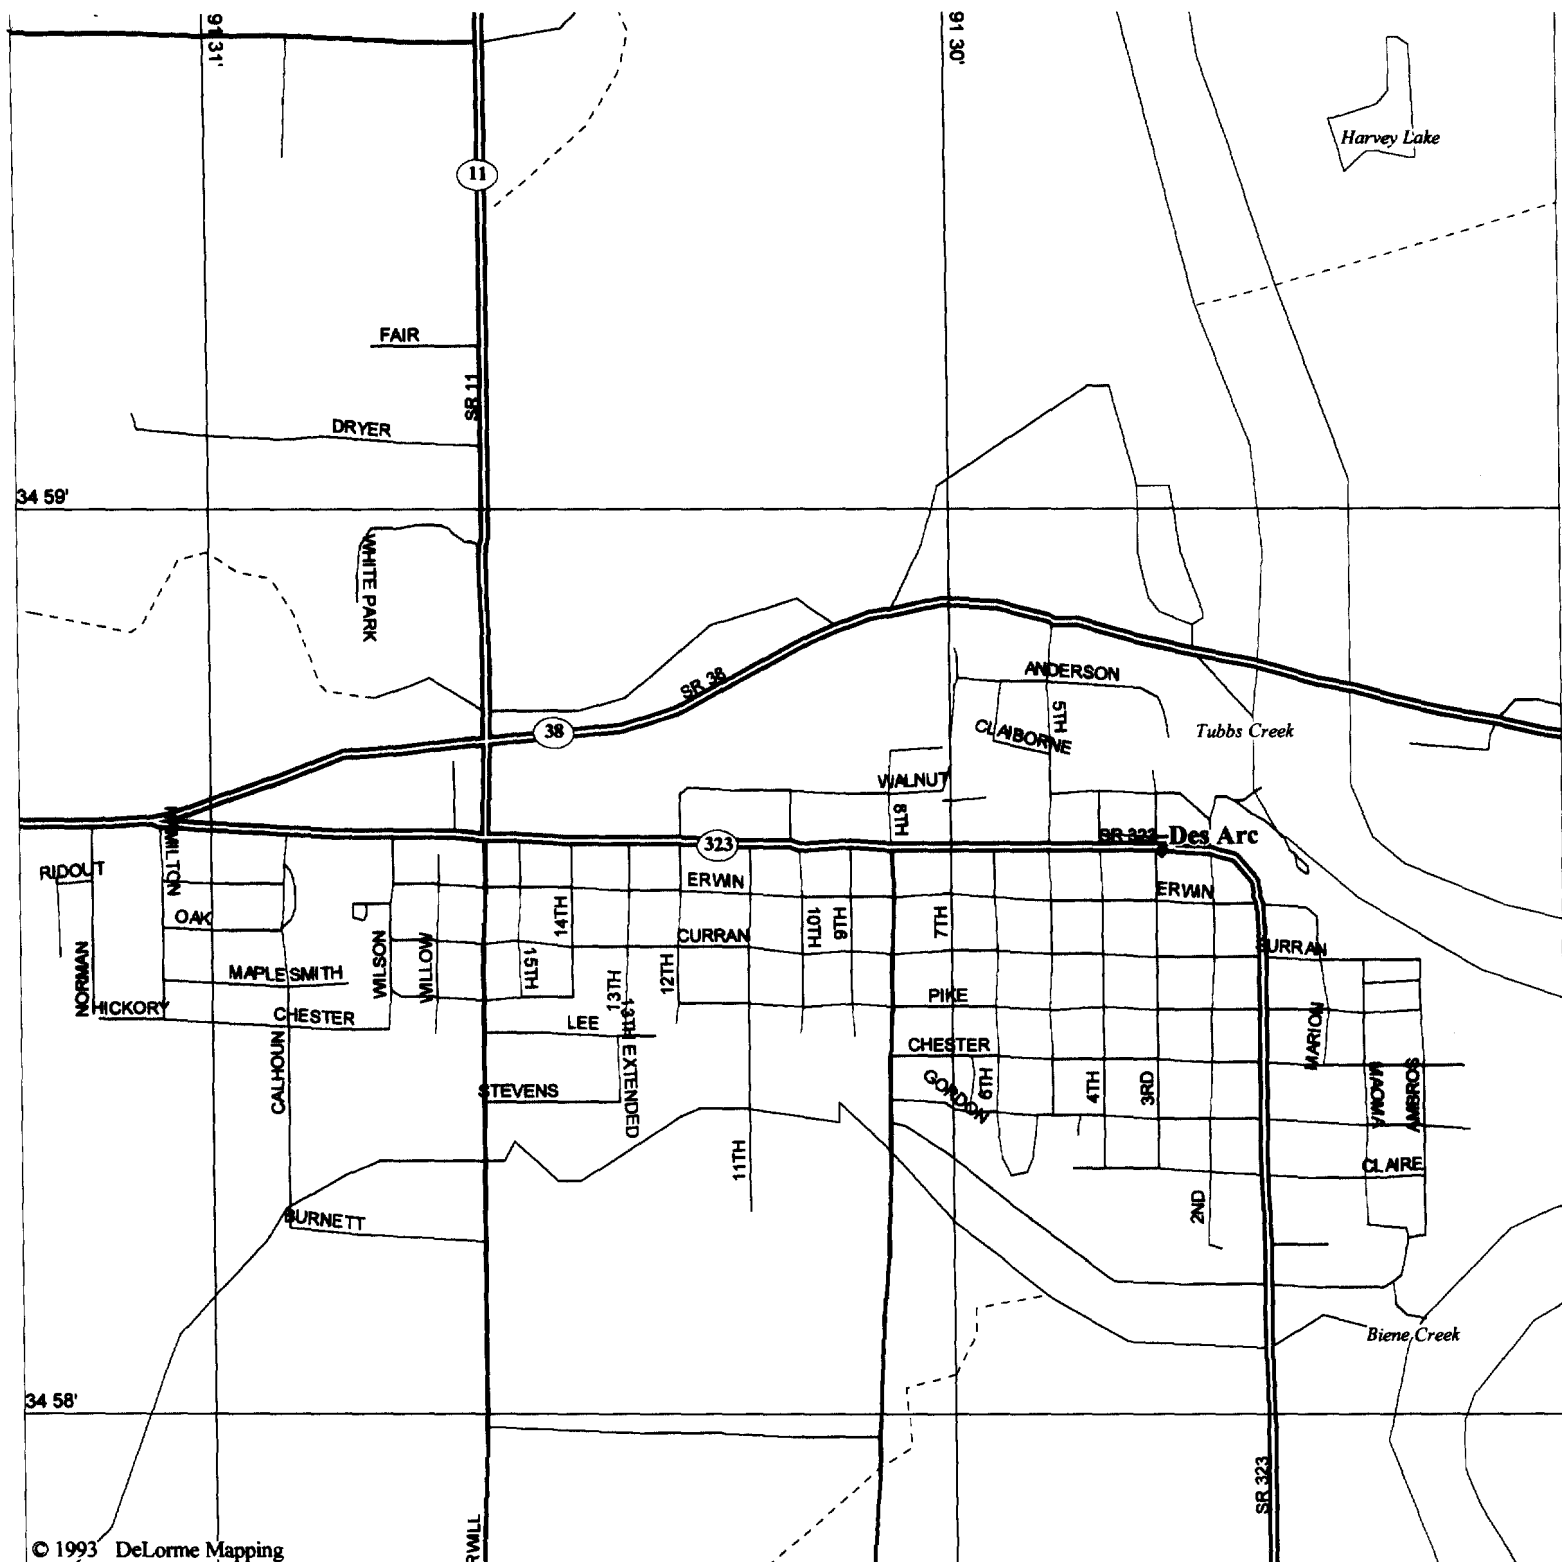 91 31'
91 30'
Harvey Lake
11
FAIR
SR 11
DRYER
34 59'
WHITE PARK
ANDERSON
SR 38
5TH
CLAIBORNE
Tubbs Creek
38
WALNUT
8TH
323
SR 323
Des Arc
HAMILTON
RIDOUT
ERWIN
ERWIN
OAK
14TH
10TH
9TH
7TH
CURRAN
CURRAN
NORMAN
WILSON
WILLOW
15TH
12TH
MAPLE SMITH
13TH
PIKE
HICKORY
CHESTER
LEE
13TH EXTENDED
MARION
CHESTER
CALHOUN
GORDON
6TH
4TH
3RD
MAOMA
AMBROS
STEVENS
11TH
CLAIRE
2ND
BURNETT
Biene Creek
34 58'
SR 323
RWILL
© 1993 DeLorme Mapping